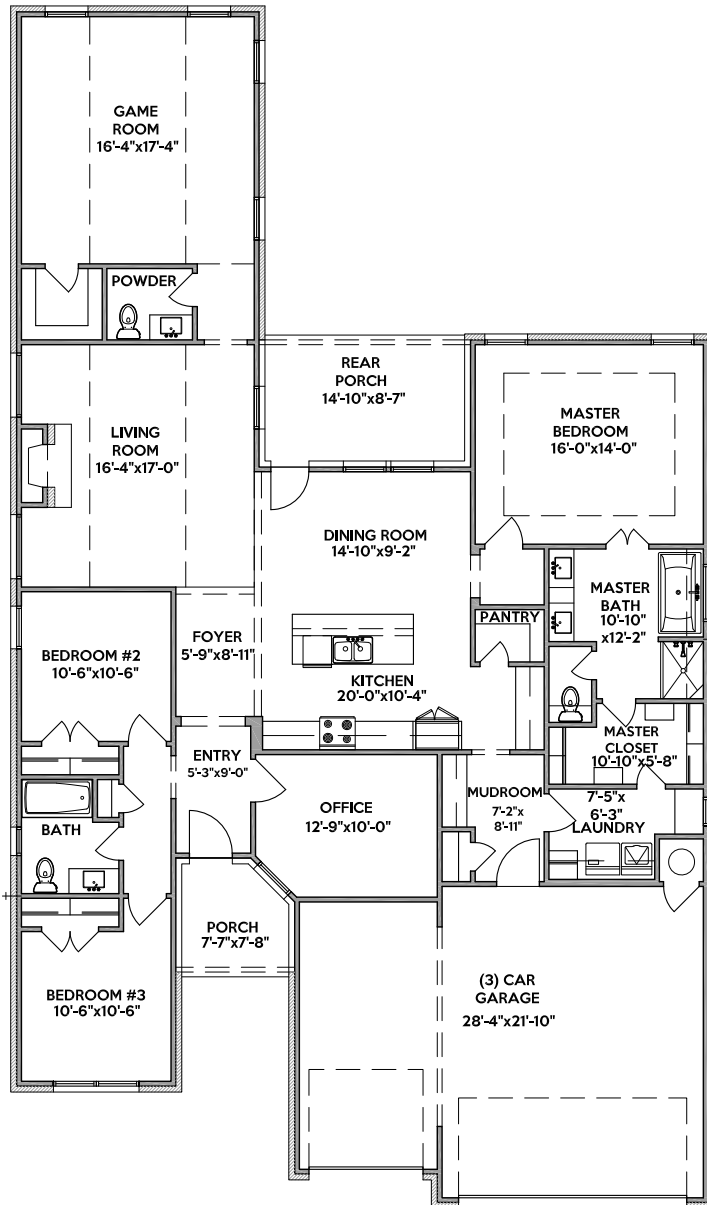 GAME
ROOM
16'-4"x17'-4"
POWDER
REAR
PORCH
14'-10"x8'-7"
LIVING
ROOM
16'-4"x17'-0"
MASTER
BEDROOM
16'-0"x14'-0"
DINING ROOM
14'-10"x9'-2"
MASTER
BATH
10'-10"
x12'-2"
PANTRY
FOYER
5'-9"x8'-11"
BEDROOM #2
10'-6"x10'-6"
KITCHEN
20'-0"x10'-4"
MASTER
CLOSET
10'-10"x5'-8"
ENTRY
5'-3"x9'-0"
OFFICE
12'-9"x10'-0"
MUDROOM
7'-2"x
8'-11"
7'-5"x
6'-3"
LAUNDRY
BATH
PORCH
7'-7"x7'-8"
BEDROOM #3
10'-6"x10'-6"
(3) CAR
GARAGE
28'-4"x21'-10"